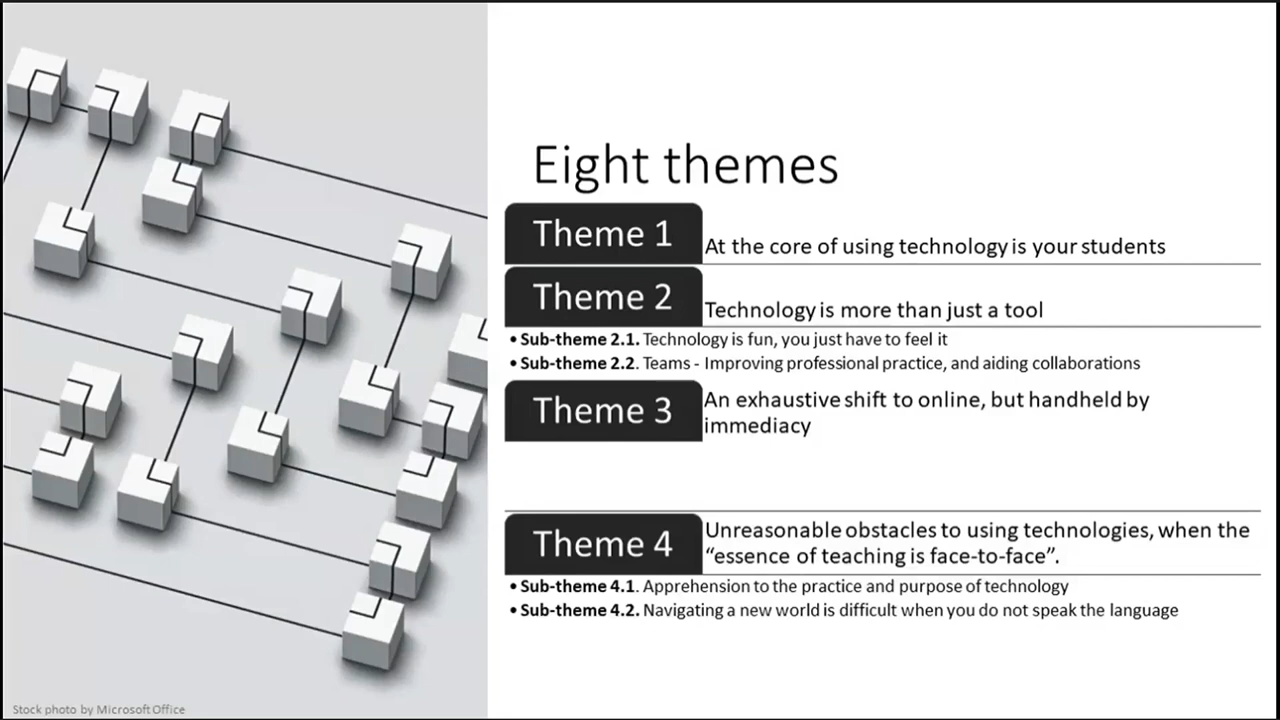 Eight themes
Theme 1
At the core of using technology is your students
Theme 2
Technology is more than just a tool
• Sub-theme 2.1. Technology is fun, you just have to feel it
• Sub-theme 2.2. Teams - Improving professional practice, and aiding collaborations
Theme 3
An exhaustive shift to online, but handheld by
immediacy
Theme 4
Unreasonable obstacles to using technologies, when the
“essence of teaching is face-to-face”.
• Sub-theme 4.1. Apprehension to the practice and purpose of technology
• Sub-theme 4.2. Navigating a new world is difficult when you do not speak the language
Stock photo by Microsoft Office